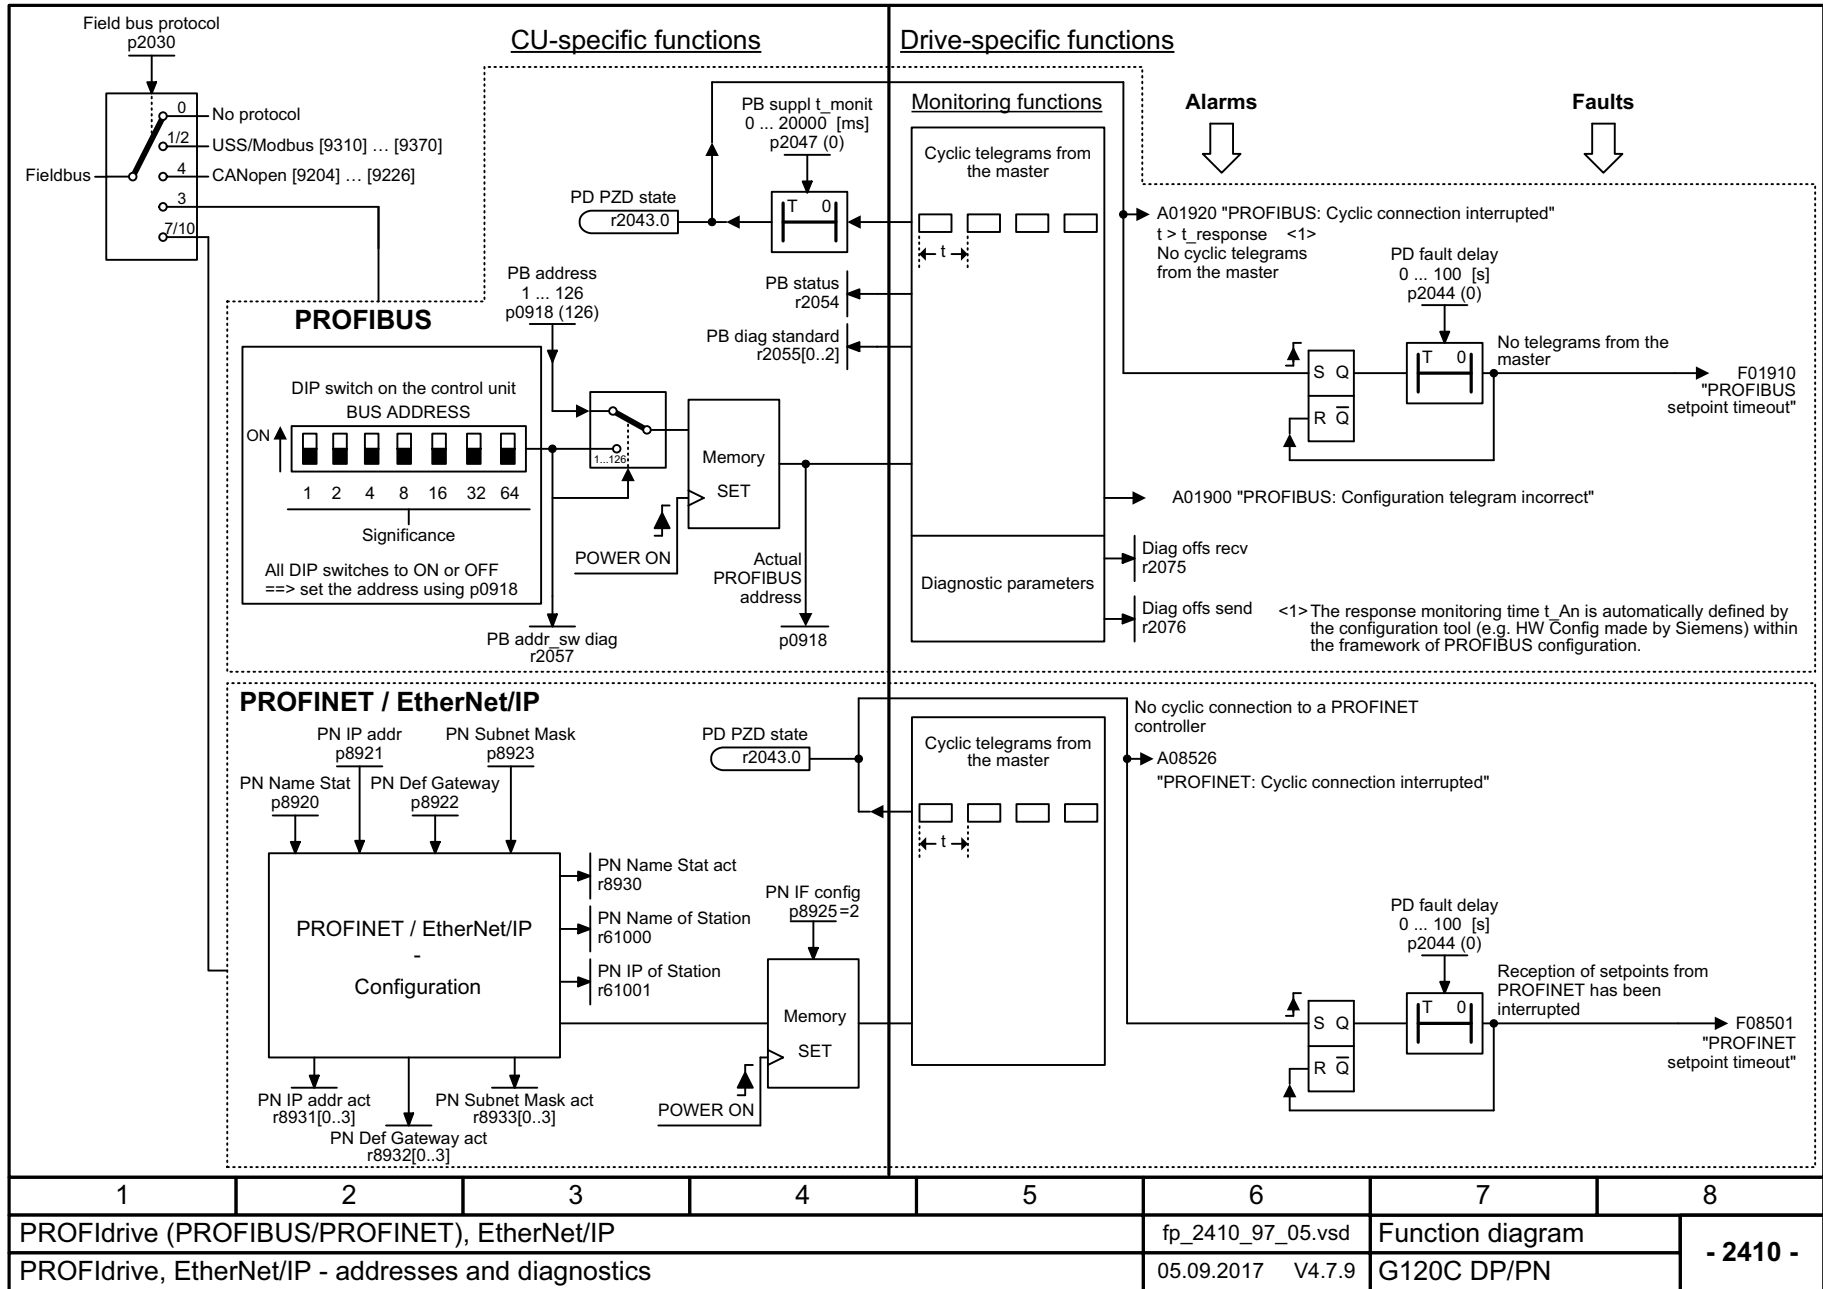 Field bus protocol
p2030
CU-specific functions
Drive-specific functions
0
No protocol
1/2
USS/Modbus [9310] … [9370]
Fieldbus
4
CANopen [9204] … [9226]
3
7/10
PB suppl t_monit
0 ... 20000 [ms]
p2047 (0)
Monitoring functions
Alarms
Faults
Cyclic telegrams from
the master
PD PZD state
r2043.0
T 0
t
A01920 "PROFIBUS: Cyclic connection interrupted"
t > t_response <1>
No cyclic telegrams
from the master
PD fault delay
0 ... 100 [s]
p2044 (0)
PB address
1 ... 126
p0918 (126)
PB status
r2054
PB diag standard
r2055[0..2]
PROFIBUS
DIP switch on the control unit
BUS ADDRESS
ON
1 2 4 8 16 32 64
Significance
All DIP switches to ON or OFF
==> set the address using p0918
1...126
Memory
SET
POWER ON
Actual
PROFIBUS
address
p0918
PB addr_sw diag
r2057
S Q
R Q
T 0
No telegrams from the
master
F01910
"PROFIBUS
setpoint timeout"
A01900 "PROFIBUS: Configuration telegram incorrect"
Diagnostic parameters
Diag offs recv
r2075
Diag offs send
r2076
<1> The response monitoring time t_An is automatically defined by
the configuration tool (e.g. HW Config made by Siemens) within
the framework of PROFIBUS configuration.
PROFINET / EtherNet/IP
PN IP addr
p8921
PN Subnet Mask
p8923
PN Name Stat
p8920
PN Def Gateway
p8922
PD PZD state
r2043.0
Cyclic telegrams from
the master
t
No cyclic connection to a PROFINET
controller
A08526
"PROFINET: Cyclic connection interrupted"
PROFINET / EtherNet/IP
-
Configuration
PN Name Stat act
r8930
PN Name of Station
r61000
PN IP of Station
r61001
PN IF config
p8925=2
Memory
SET
POWER ON
PN IP addr act
r8931[0..3]
PN Subnet Mask act
r8933[0..3]
PN Def Gateway act
r8932[0..3]
PD fault delay
0 ... 100 [s]
p2044 (0)
S Q
R Q
T 0
Reception of setpoints from
PROFINET has been
interrupted
F08501
"PROFINET
setpoint timeout"
1 2 3 4 5 6 7 8
PROFIdrive (PROFIBUS/PROFINET), EtherNet/IP
fp_2410_97_05.vsd
Function diagram
- 2410 -
PROFIdrive, EtherNet/IP - addresses and diagnostics
05.09.2017 V4.7.9
G120C DP/PN